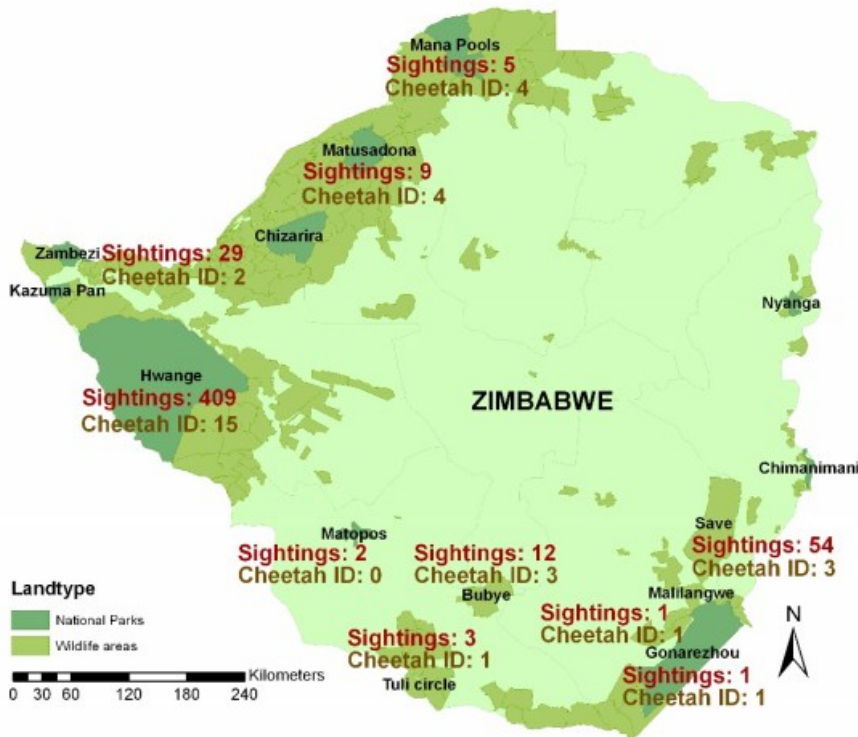 Mana Pools
Sightings: 5
Cheetah ID: 4
Matusadona
Sightings: 9
Cheetah ID: 4
Chizarira
Zambezi
Sightings: 29
Cheetah ID: 2
Kazuma Pan
Nyanga
Hwange
Sightings: 409
Cheetah ID: 15
ZIMBABWE
Chimanimani
Save
Sightings: 54
Cheetah ID: 3
Matopos
Sightings: 2
Cheetah ID: 0
Sightings: 12
Cheetah ID: 3
Bubye
Malilangwe
Sightings: 1
Cheetah ID: 1
Gonarezhou
Sightings: 1
Cheetah ID: 1
Sightings: 3
Cheetah ID: 1
Tuli circle
N
Landtype
National Parks
Wildlife areas
Kilometers
0 30 60 120 180 240